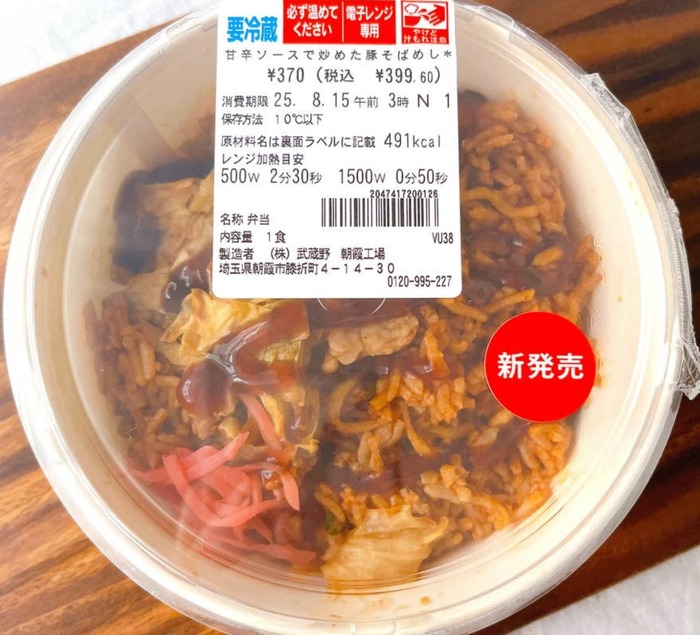 要冷蔵
必ず温めて
ください
電子レンジ
専用
やけど
汁もれ注意
甘辛ソースで炒めた豚そばめし*
¥370(税込 ¥399.60)
消費期限 25. 8.15午前 3時 N 1
保存方法 10℃以下
原材料名は裏面ラベルに記載 491kcal
レンジ加熱目安
500W 2分30秒 1500W 0分50秒
2047417200126
名称 弁当
内容量 1食 VU38
製造者 (株)武蔵野 朝霞工場
埼玉県朝霞市膝折町4-14-30
0120-995-227
新発売